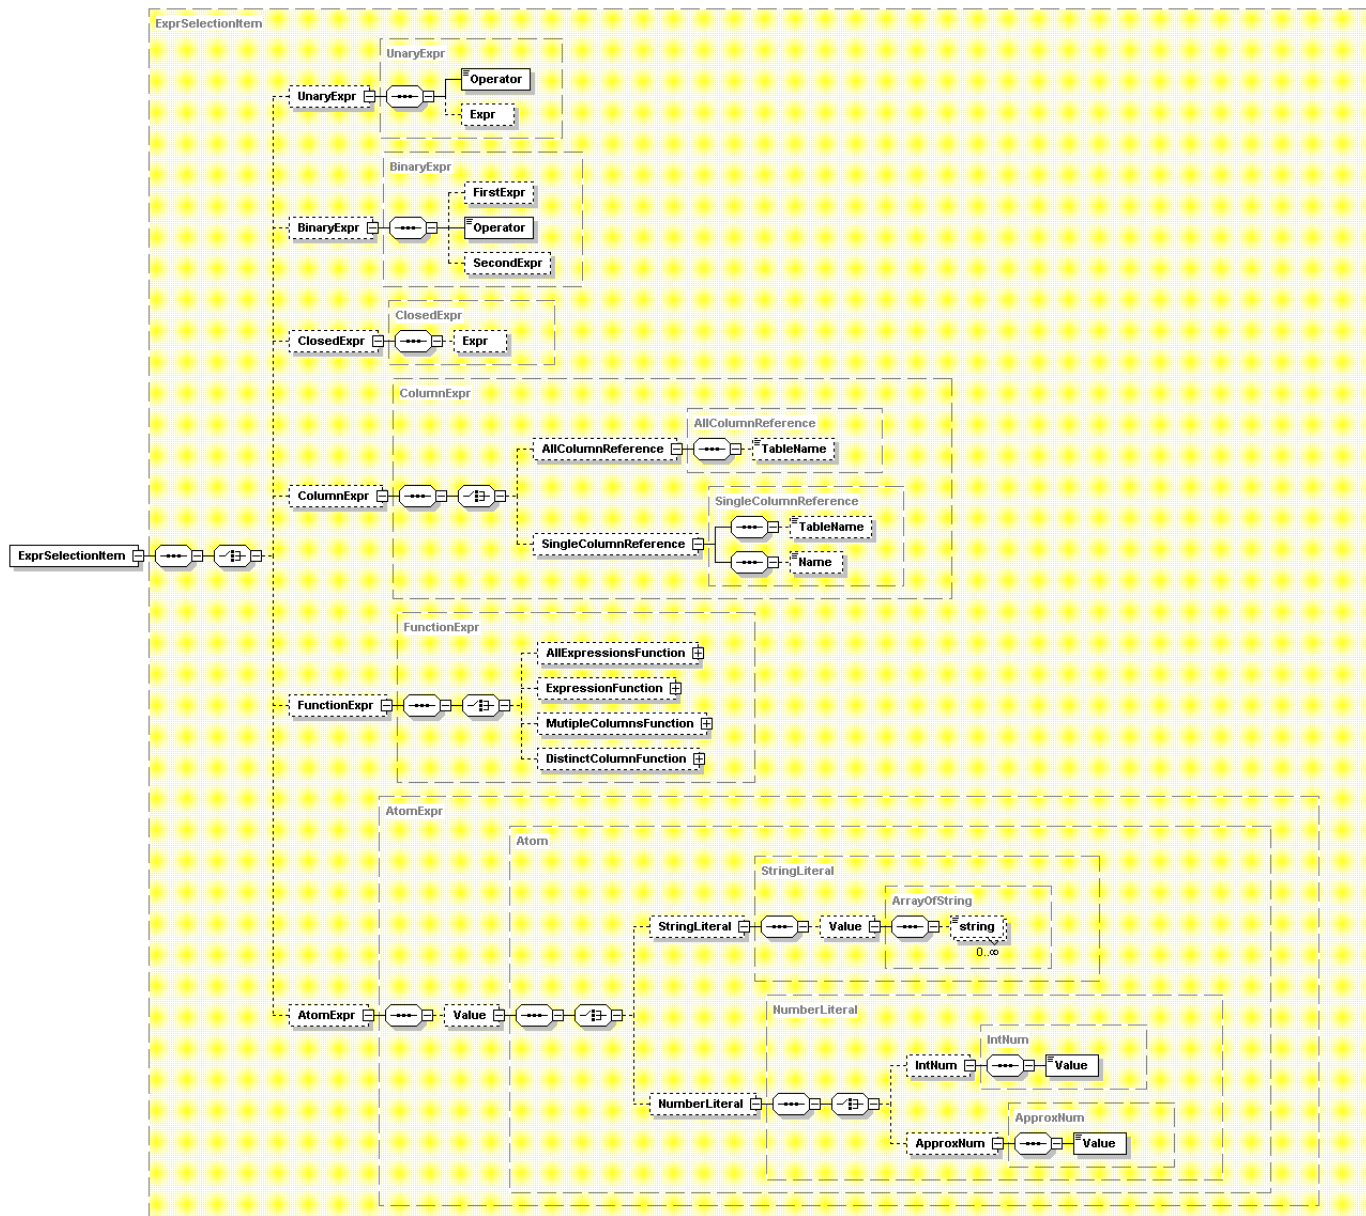 ExprSelectionItem
UnaryExpr
Operator
UnaryExpr
Expr
BinaryExpr
FirstExpr
BinaryExpr
Operator
SecondExpr
ClosedExpr
ClosedExpr
Expr
ColumnExpr
AllColumnReference
AllColumnReference
TableName
ColumnExpr
SingleColumnReference
TableName
SingleColumnReference
Name
ExprSelectionItem
FunctionExpr
AllExpressionsFunction
ExpressionFunction
FunctionExpr
MutipleColumnsFunction
DistinctColumnFunction
AtomExpr
Atom
StringLiteral
ArrayOfString
StringLiteral
Value
string
0..∞
AtomExpr
Value
NumberLiteral
IntNum
IntNum
Value
NumberLiteral
ApproxNum
ApproxNum
Value